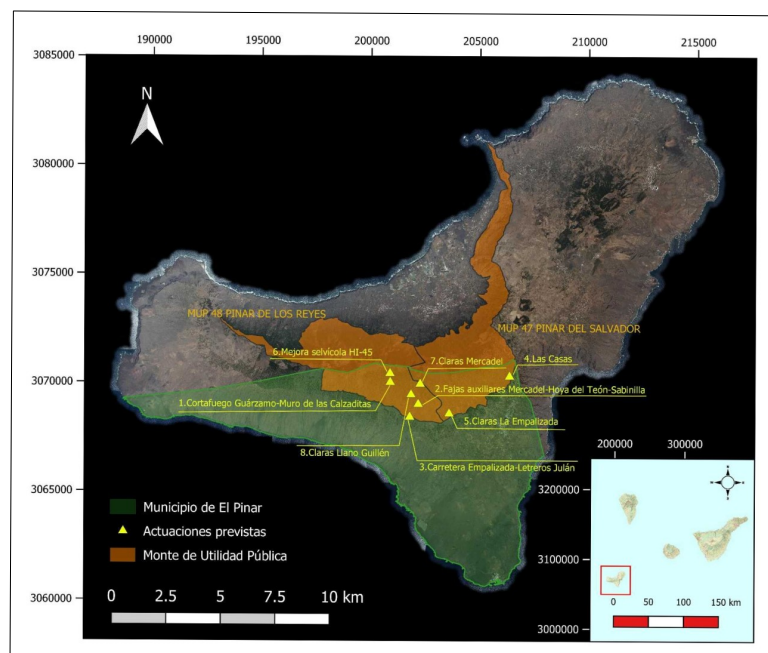 190000
195000
200000
205000
210000
215000
3085000
N
3080000
3075000
MUP 48 PINAR DE LOS REYES
MUP 47 PINAR DEL SALVADOR
6.Mejora selvícola HI-45
7.Claras Mercadel
4.Las Casas
3070000
2.Fajas auxiliares Mercadel-Hoya del Teón-Sabinilla
1.Cortafuego Guárzamo-Muro de las Calzaditas
5.Claras La Empalizada
8.Claras Llano Guillén
3.Carretera Empalizada-Letreros Julán
3065000
Municipio de El Pinar
Actuaciones previstas
Monte de Utilidad Pública
3060000
0
2.5
5
7.5
10 km
200000
300000
3200000
3100000
3000000
0
50
100
150 km